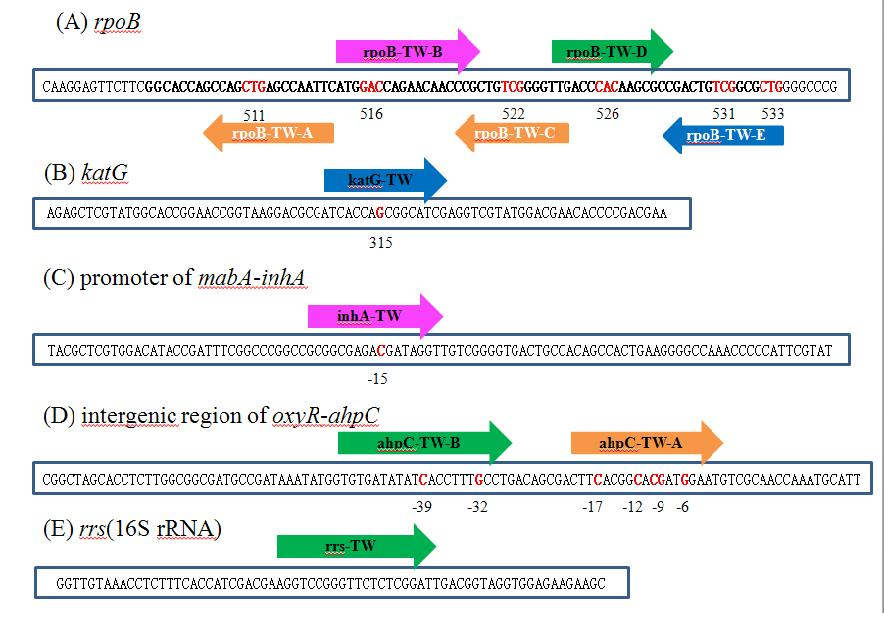 (A) rpoB
rpoB-TW-B rpoB-TW-D
CAAGGAGTTCTTCGGCACCAGCCAGCTGAGCCAATTCATGGACCAGAACAACCCGCTGTCGGGGTTGACCCACAAGCGCCGACTGTCGGCGCTGGGGCCCG
511 516 522 526 531 533
rpoB-TW-A rpoB-TW-C rpoB-TW-E
(B) katG
katG-TW
AGAGCTCGTATGGCACCGGAACCGGTAAGGACGCGATCACCAGCGGCATCGAGGTCGTATGGACGAACACCCCGACGAA
315
(C) promoter of mabA-inhA
inhA-TW
TACGCTCGTGGACATACCGATTTCGGCCCGGCCGCGGCGAGACGATAGGTTGTCGGGGTGACTGCCACAGCCACTGAAGGGGCCAAACCCCCATTCGTAT
-15
(D) intergenic region of oxyR-ahpC
ahpC-TW-B ahpC-TW-A
CGGCTAGCACCTCTTGGCGGCGATGCCGATAAATATGGTGTGATATATCACCTTTGCCTGACAGCGACTTCACGGCACGATGGAATGTCGCAACCAAATGCATT
-39 -32 -17 -12 -9 -6
(E) rrs(16S rRNA)
rrs-TW
GGTTGTAAACCTCTTTCACCATCGACGAAGGTCCGGGTTCTCTCGGATTGACGGTAGGTGGAGAAGAAGC